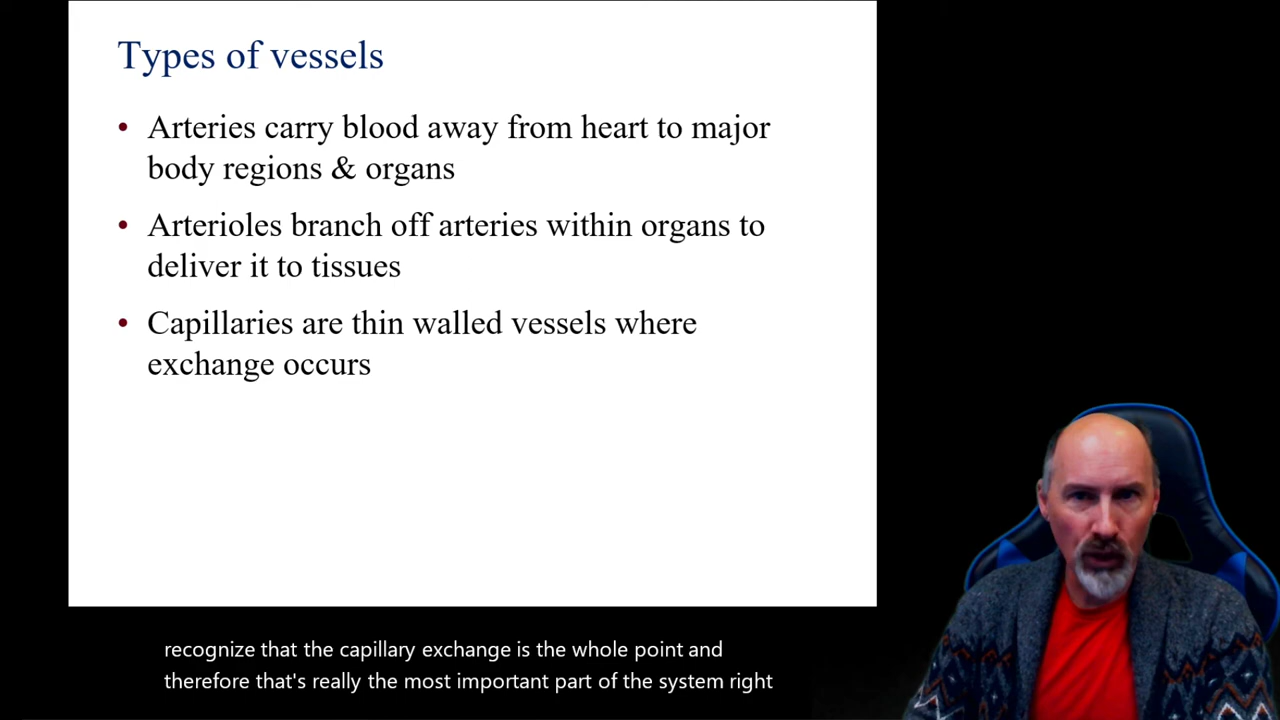 Types of vessels
• Arteries carry blood away from heart to major
body regions & organs
• Arterioles branch off arteries within organs to
deliver it to tissues
• Capillaries are thin walled vessels where
exchange occurs
recognize that the capillary exchange is the whole point and
therefore that's really the most important part of the system right